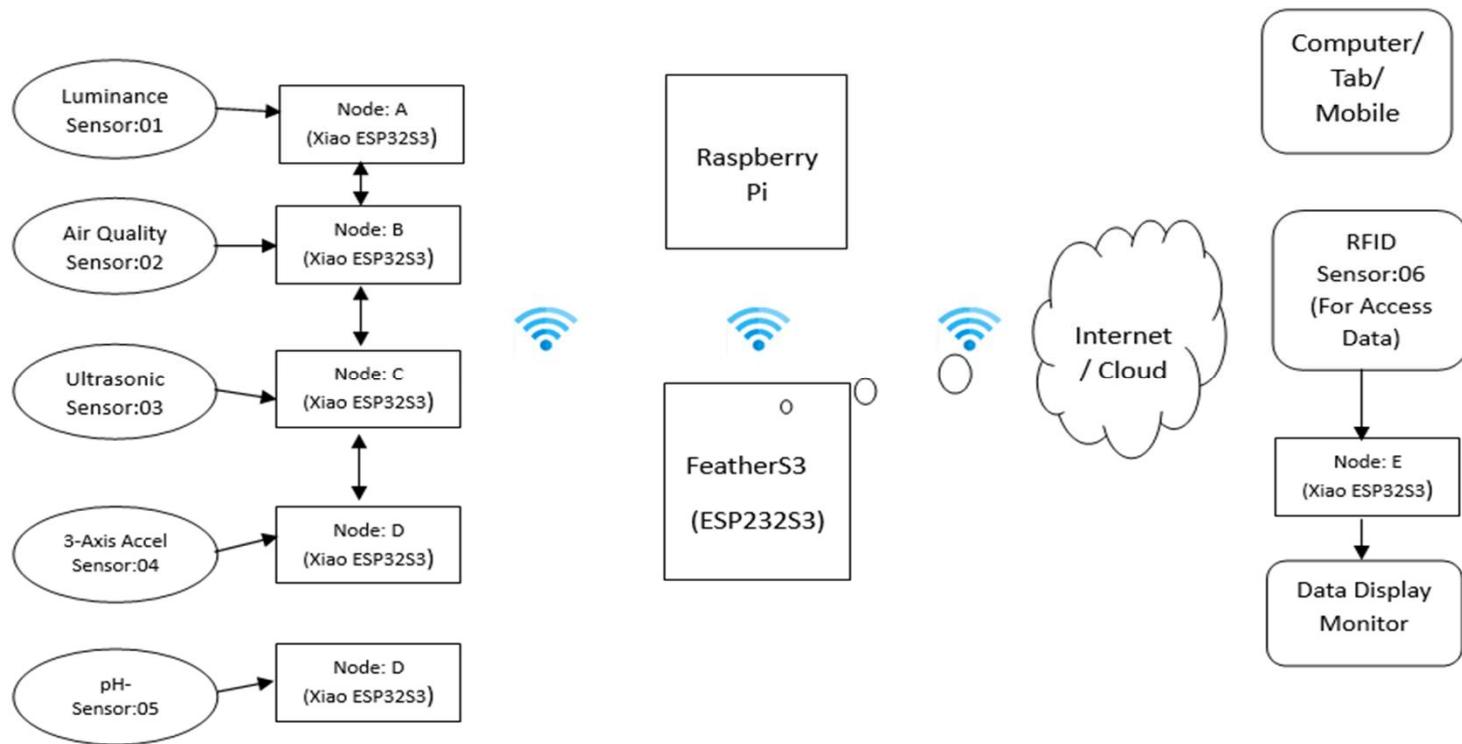 Luminance
Sensor:01
Node: A
(Xiao ESP32S3)
Air Quality
Sensor:02
Node: B
(Xiao ESP32S3)
Ultrasonic
Sensor:03
Node: C
(Xiao ESP32S3)
3-Axis Accel
Sensor:04
Node: D
(Xiao ESP32S3)
pH-
Sensor:05
Node: D
(Xiao ESP32S3)
Raspberry
Pi
FeatherS3
(ESP232S3)
Internet
/ Cloud
Computer/
Tab/
Mobile
RFID
Sensor:06
(For Access
Data)
Node: E
(Xiao ESP32S3)
Data Display
Monitor